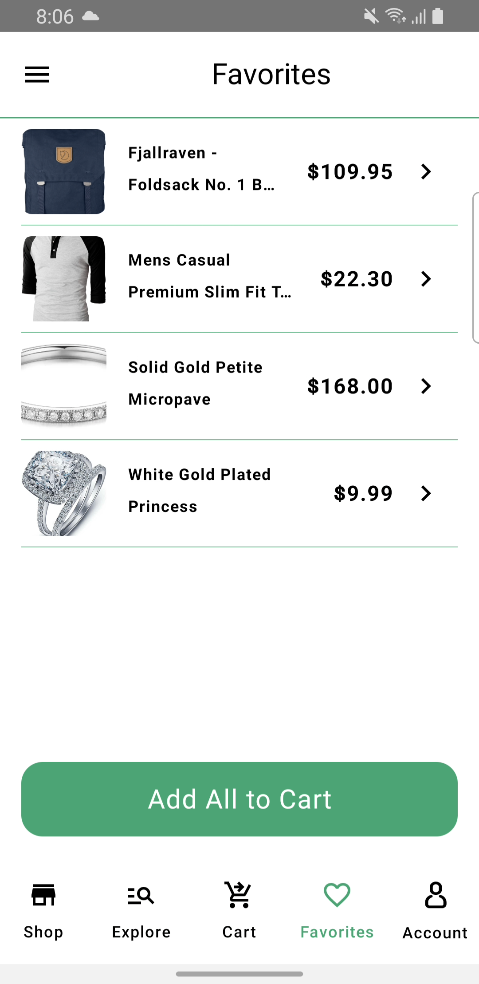 8:06
Favorites
Fjallraven -
Foldsack No. 1 B...
$109.95
Mens Casual
Premium Slim Fit T...
$22.30
Solid Gold Petite
Micropave
$168.00
White Gold Plated
Princess
$9.99
Add All to Cart
Shop
Explore
Cart
Favorites
Account